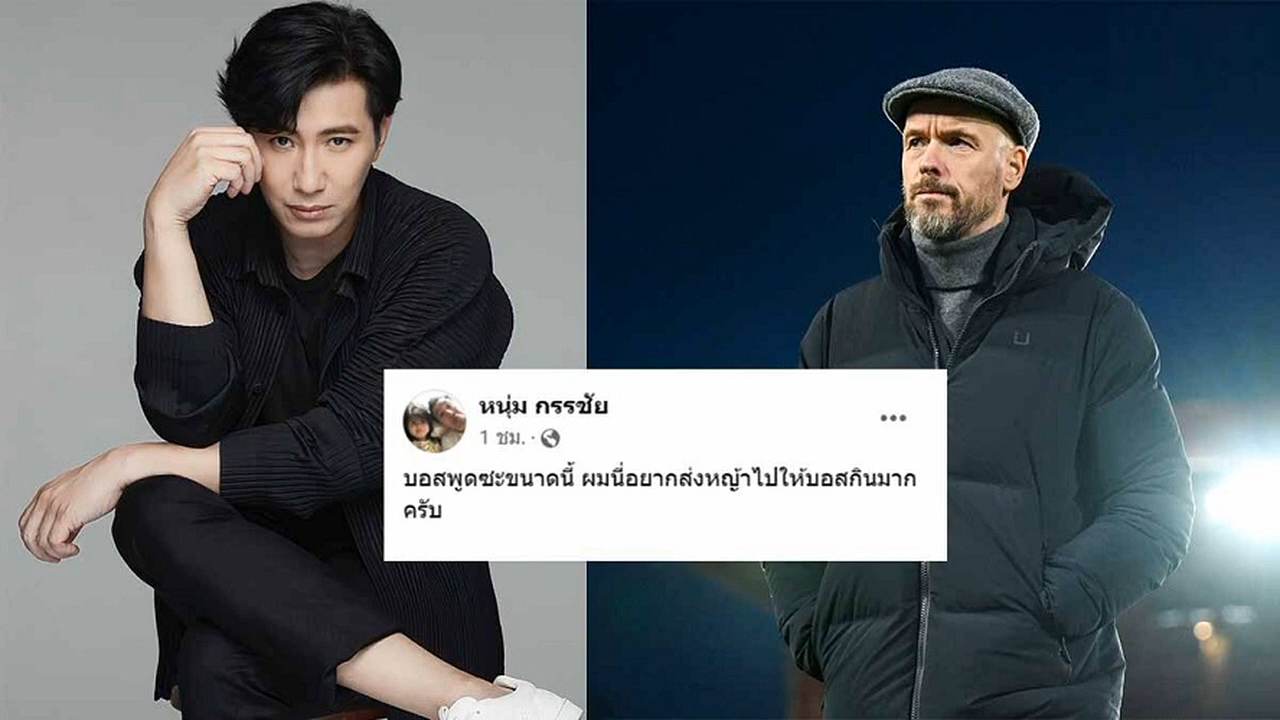 หนุ่ม กรรชัย
1 ชม. ·
บอสพูดซะขนาดนี้ ผมนี่อยากส่งหญ้าไปให้บอสกินมาก
ครับ